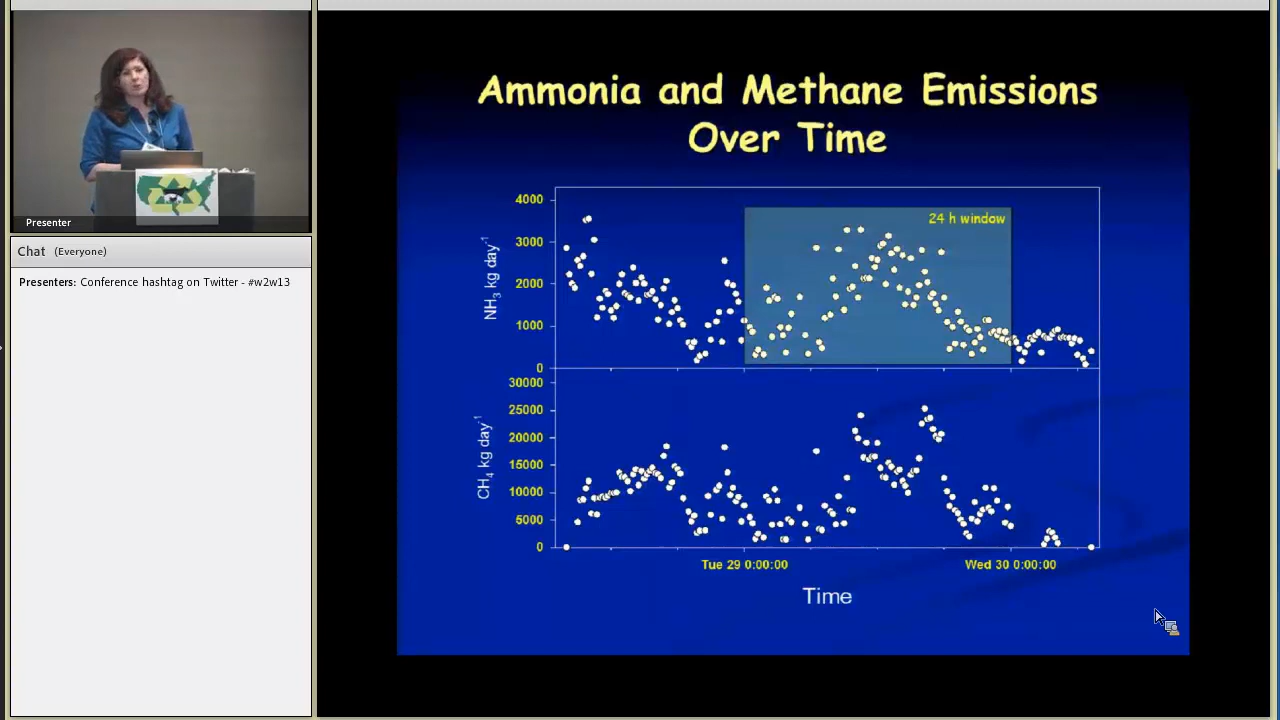 Presenter
Chat (Everyone)
Presenters: Conference hashtag on Twitter - #w2w13
Ammonia and Methane Emissions
Over Time
24 h window
NH3 kg day-1
4000
3000
2000
1000
0
CH4 kg day-1
30000
25000
20000
15000
10000
5000
0
Tue 29 0:00:00
Wed 30 0:00:00
Time